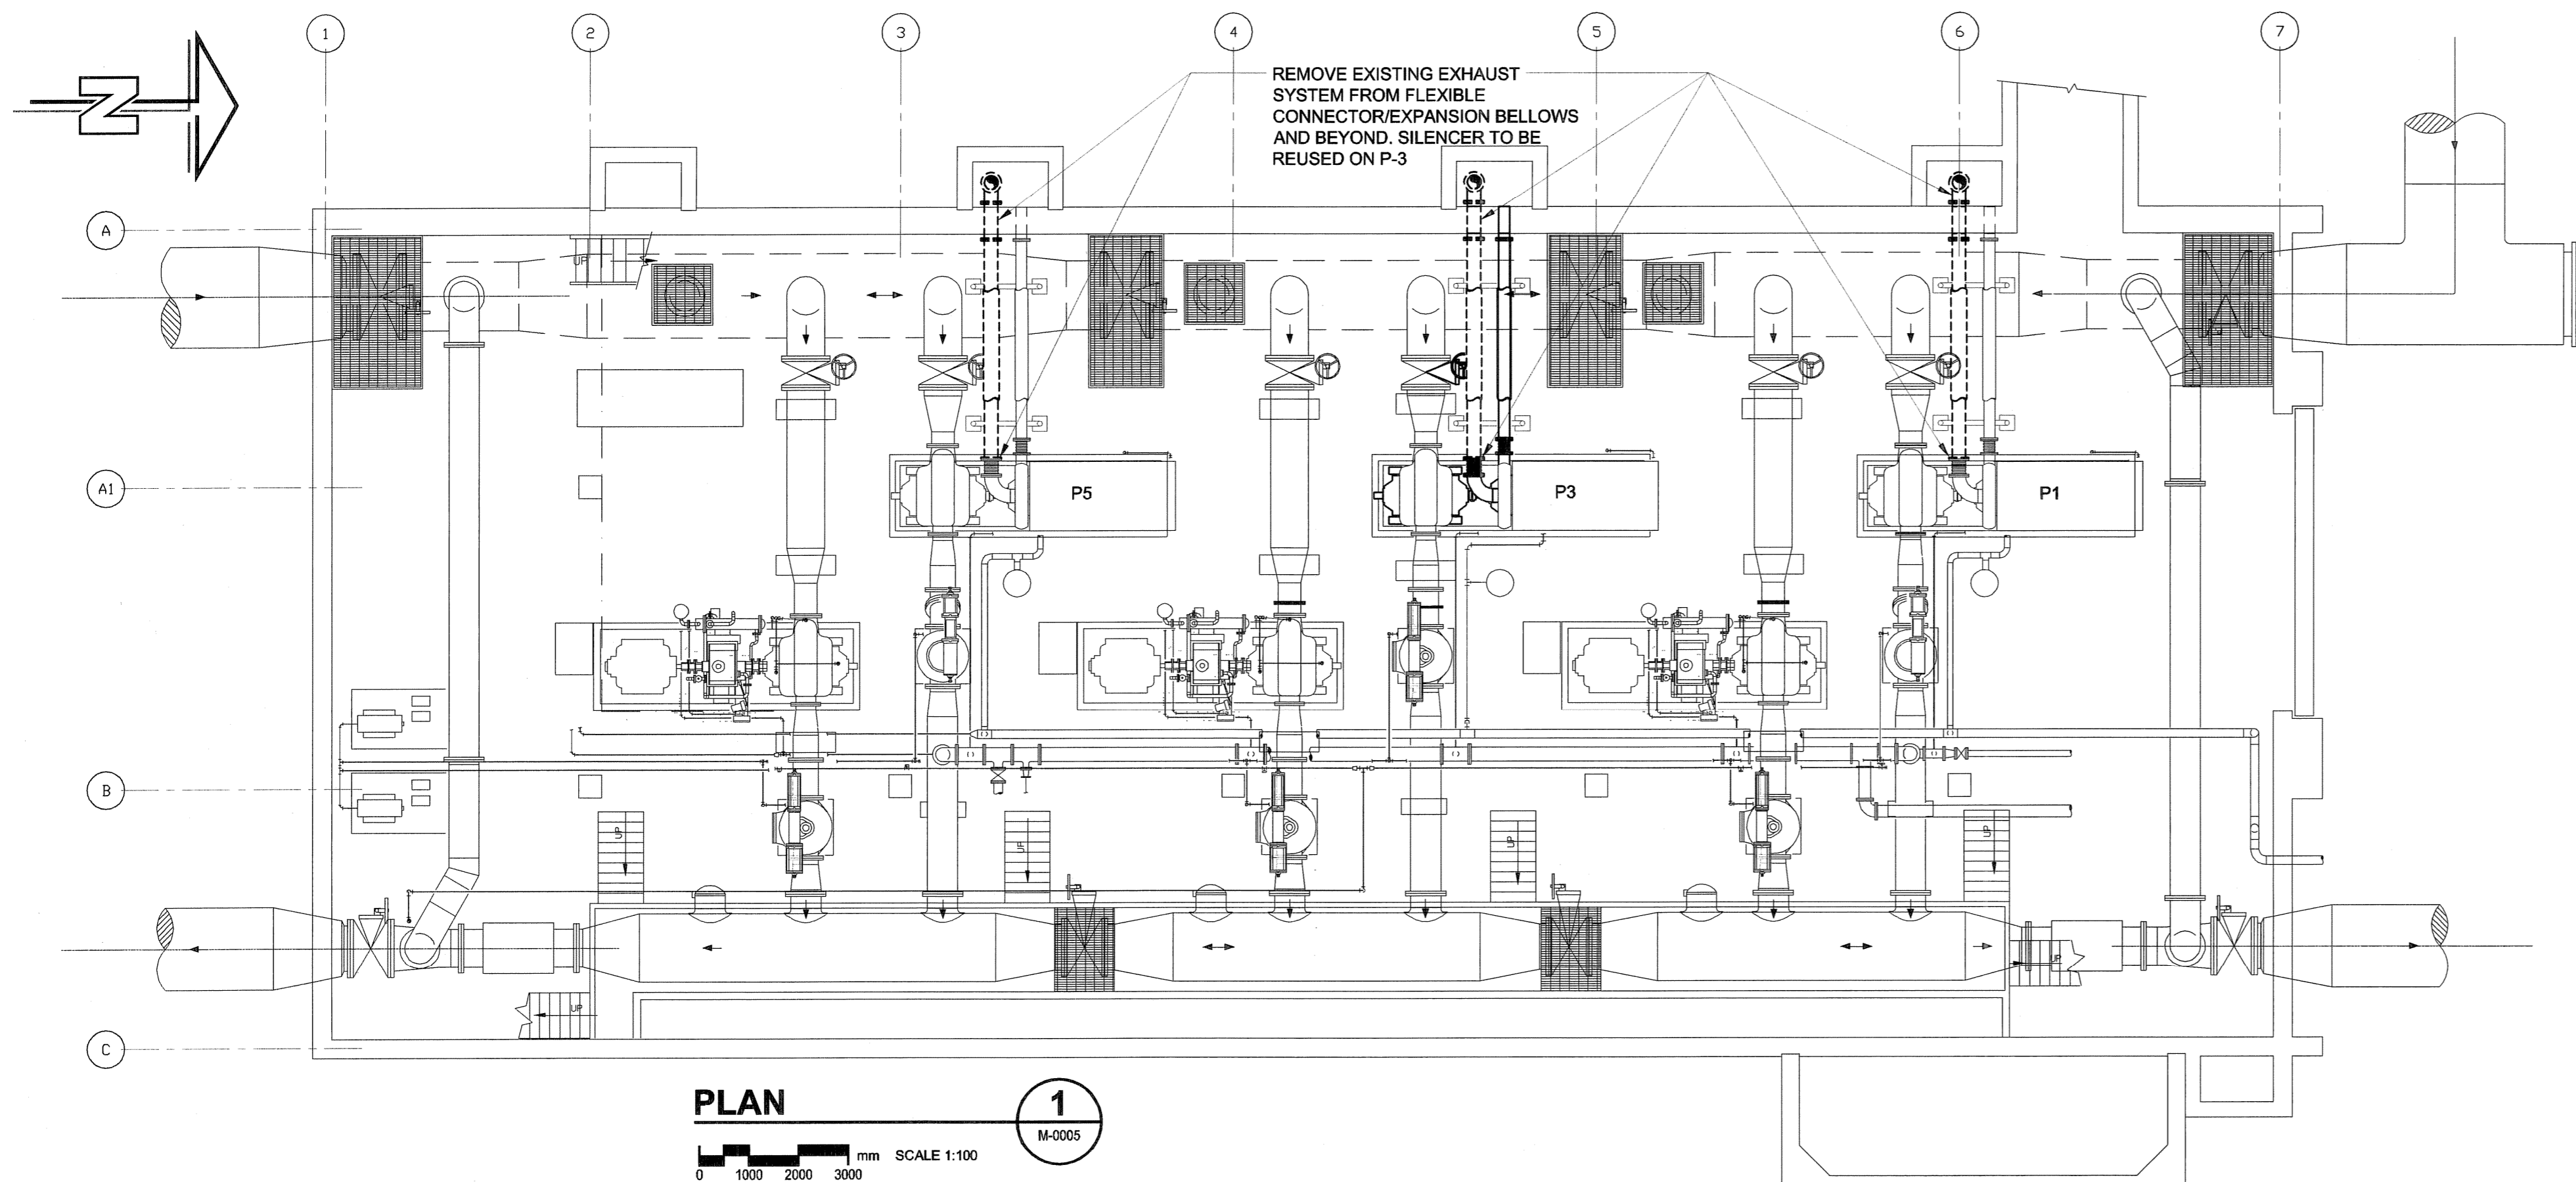 1
2
3
4
5
6
7
N
REMOVE EXISTING EXHAUST
SYSTEM FROM FLEXIBLE
CONNECTOR/EXPANSION BELLOWS
AND BEYOND. SILENCER TO BE
REUSED ON P-3
A
UP
A1
P5
P3
P1
B
UP
UP
UP
UP
UP
UP
C
PLAN
1
M-0005
mm SCALE 1:100
0 1000 2000 3000